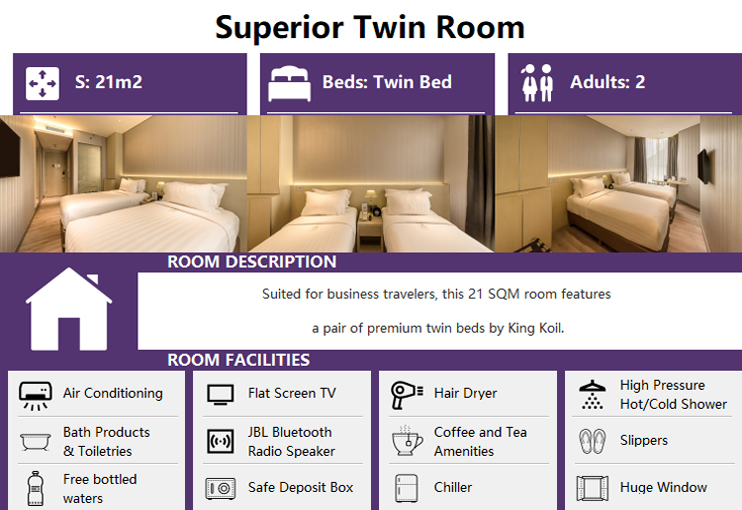 Superior Twin Room
S: 21m2
Beds: Twin Bed
Adults: 2
ROOM DESCRIPTION
Suited for business travelers, this 21 SQM room features
a pair of premium twin beds by King Koil.
ROOM FACILITIES
Air Conditioning
Flat Screen TV
Hair Dryer
High Pressure
Hot/Cold Shower
Bath Products
& Toiletries
JBL Bluetooth
Radio Speaker
Coffee and Tea
Amenities
Slippers
Free bottled
waters
Safe Deposit Box
Chiller
Huge Window